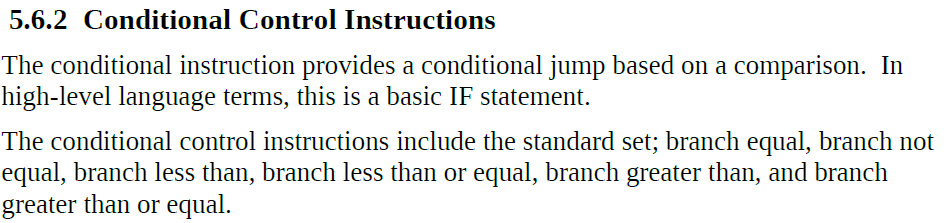 5.6.2 Conditional Control Instructions
The conditional instruction provides a conditional jump based on a comparison. In
high-level language terms, this is a basic IF statement.
The conditional control instructions include the standard set; branch equal, branch not
equal, branch less than, branch less than or equal, branch greater than, and branch
greater than or equal.